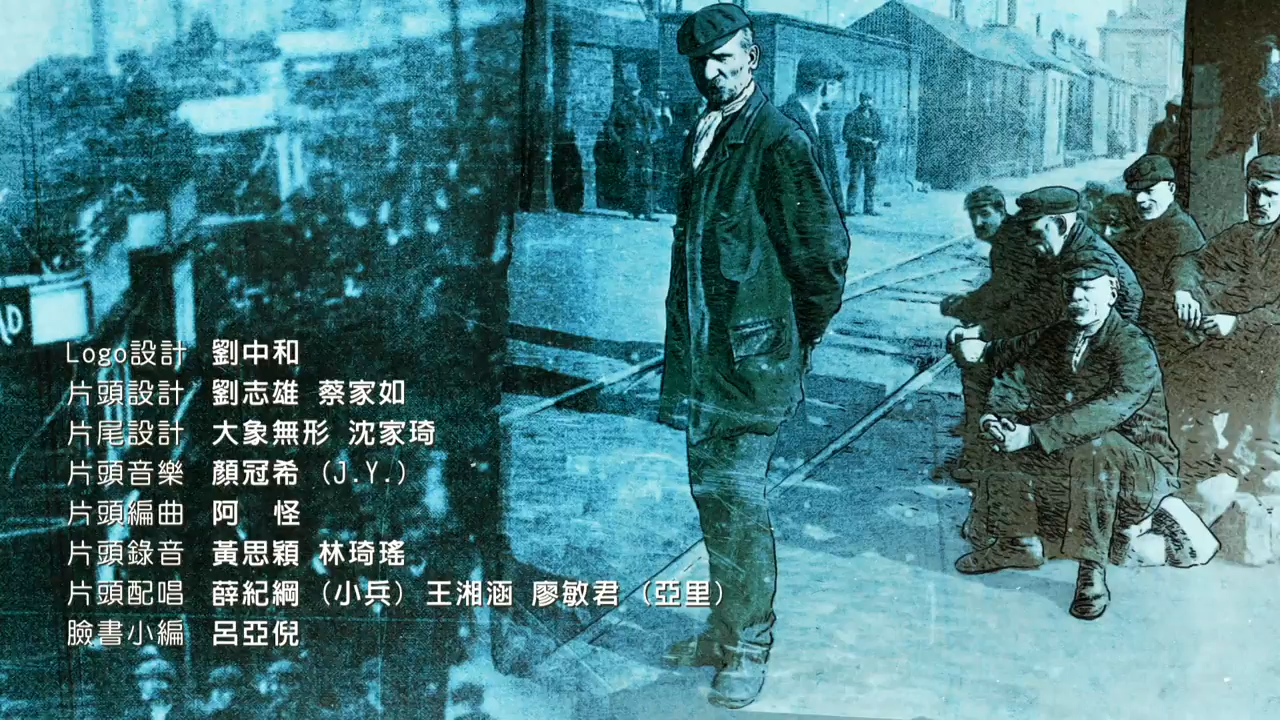 Logo設計 劉中和
片頭設計 劉志雄 蔡家如
片尾設計 大象無形 沈家琦
片頭音樂 顏冠希（J.Y.）
片頭編曲 阿　怪
片頭錄音 黃思穎 林琦瑤
片頭配唱 薛紀綱（小兵）王湘涵 廖敏君（亞里）
臉書小編 呂亞倪